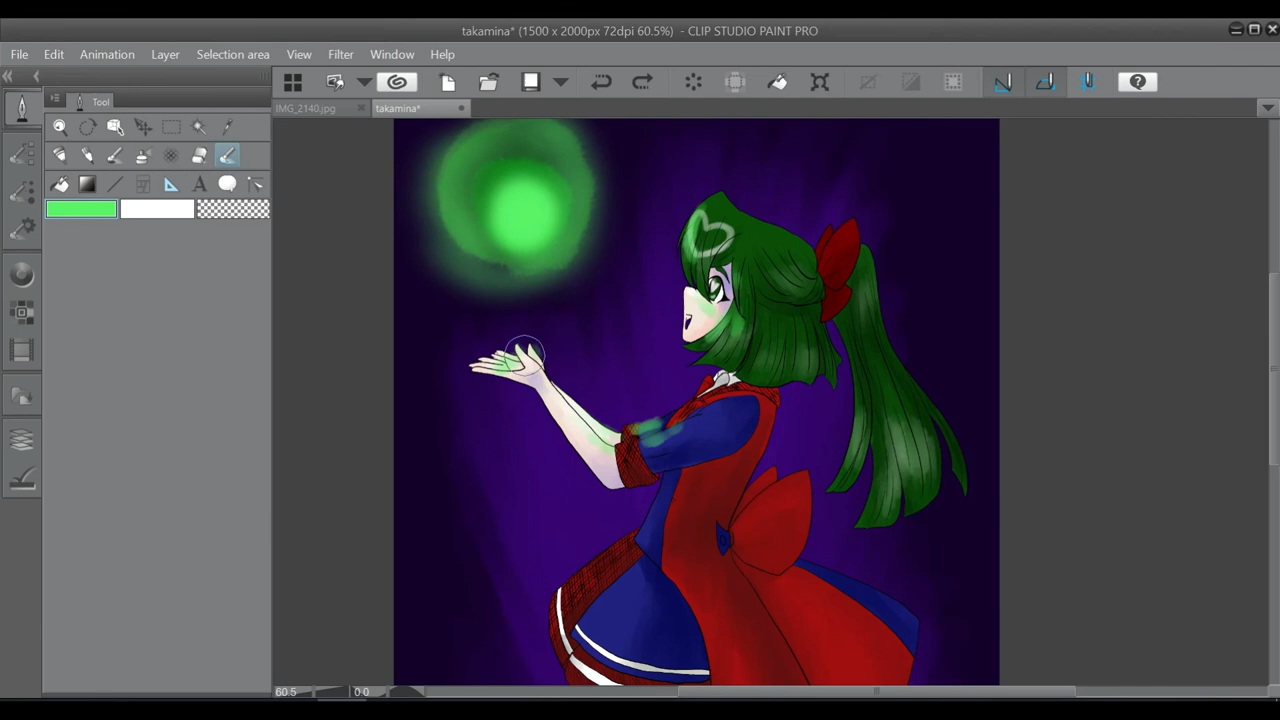 takamina* (1500 x 2000px 72dpi 60.5%) - CLIP STUDIO PAINT PRO
File Edit Animation Layer Selection area View Filter Window Help
Tool
IMG_2140.jpg takamina*
60.5 0.0